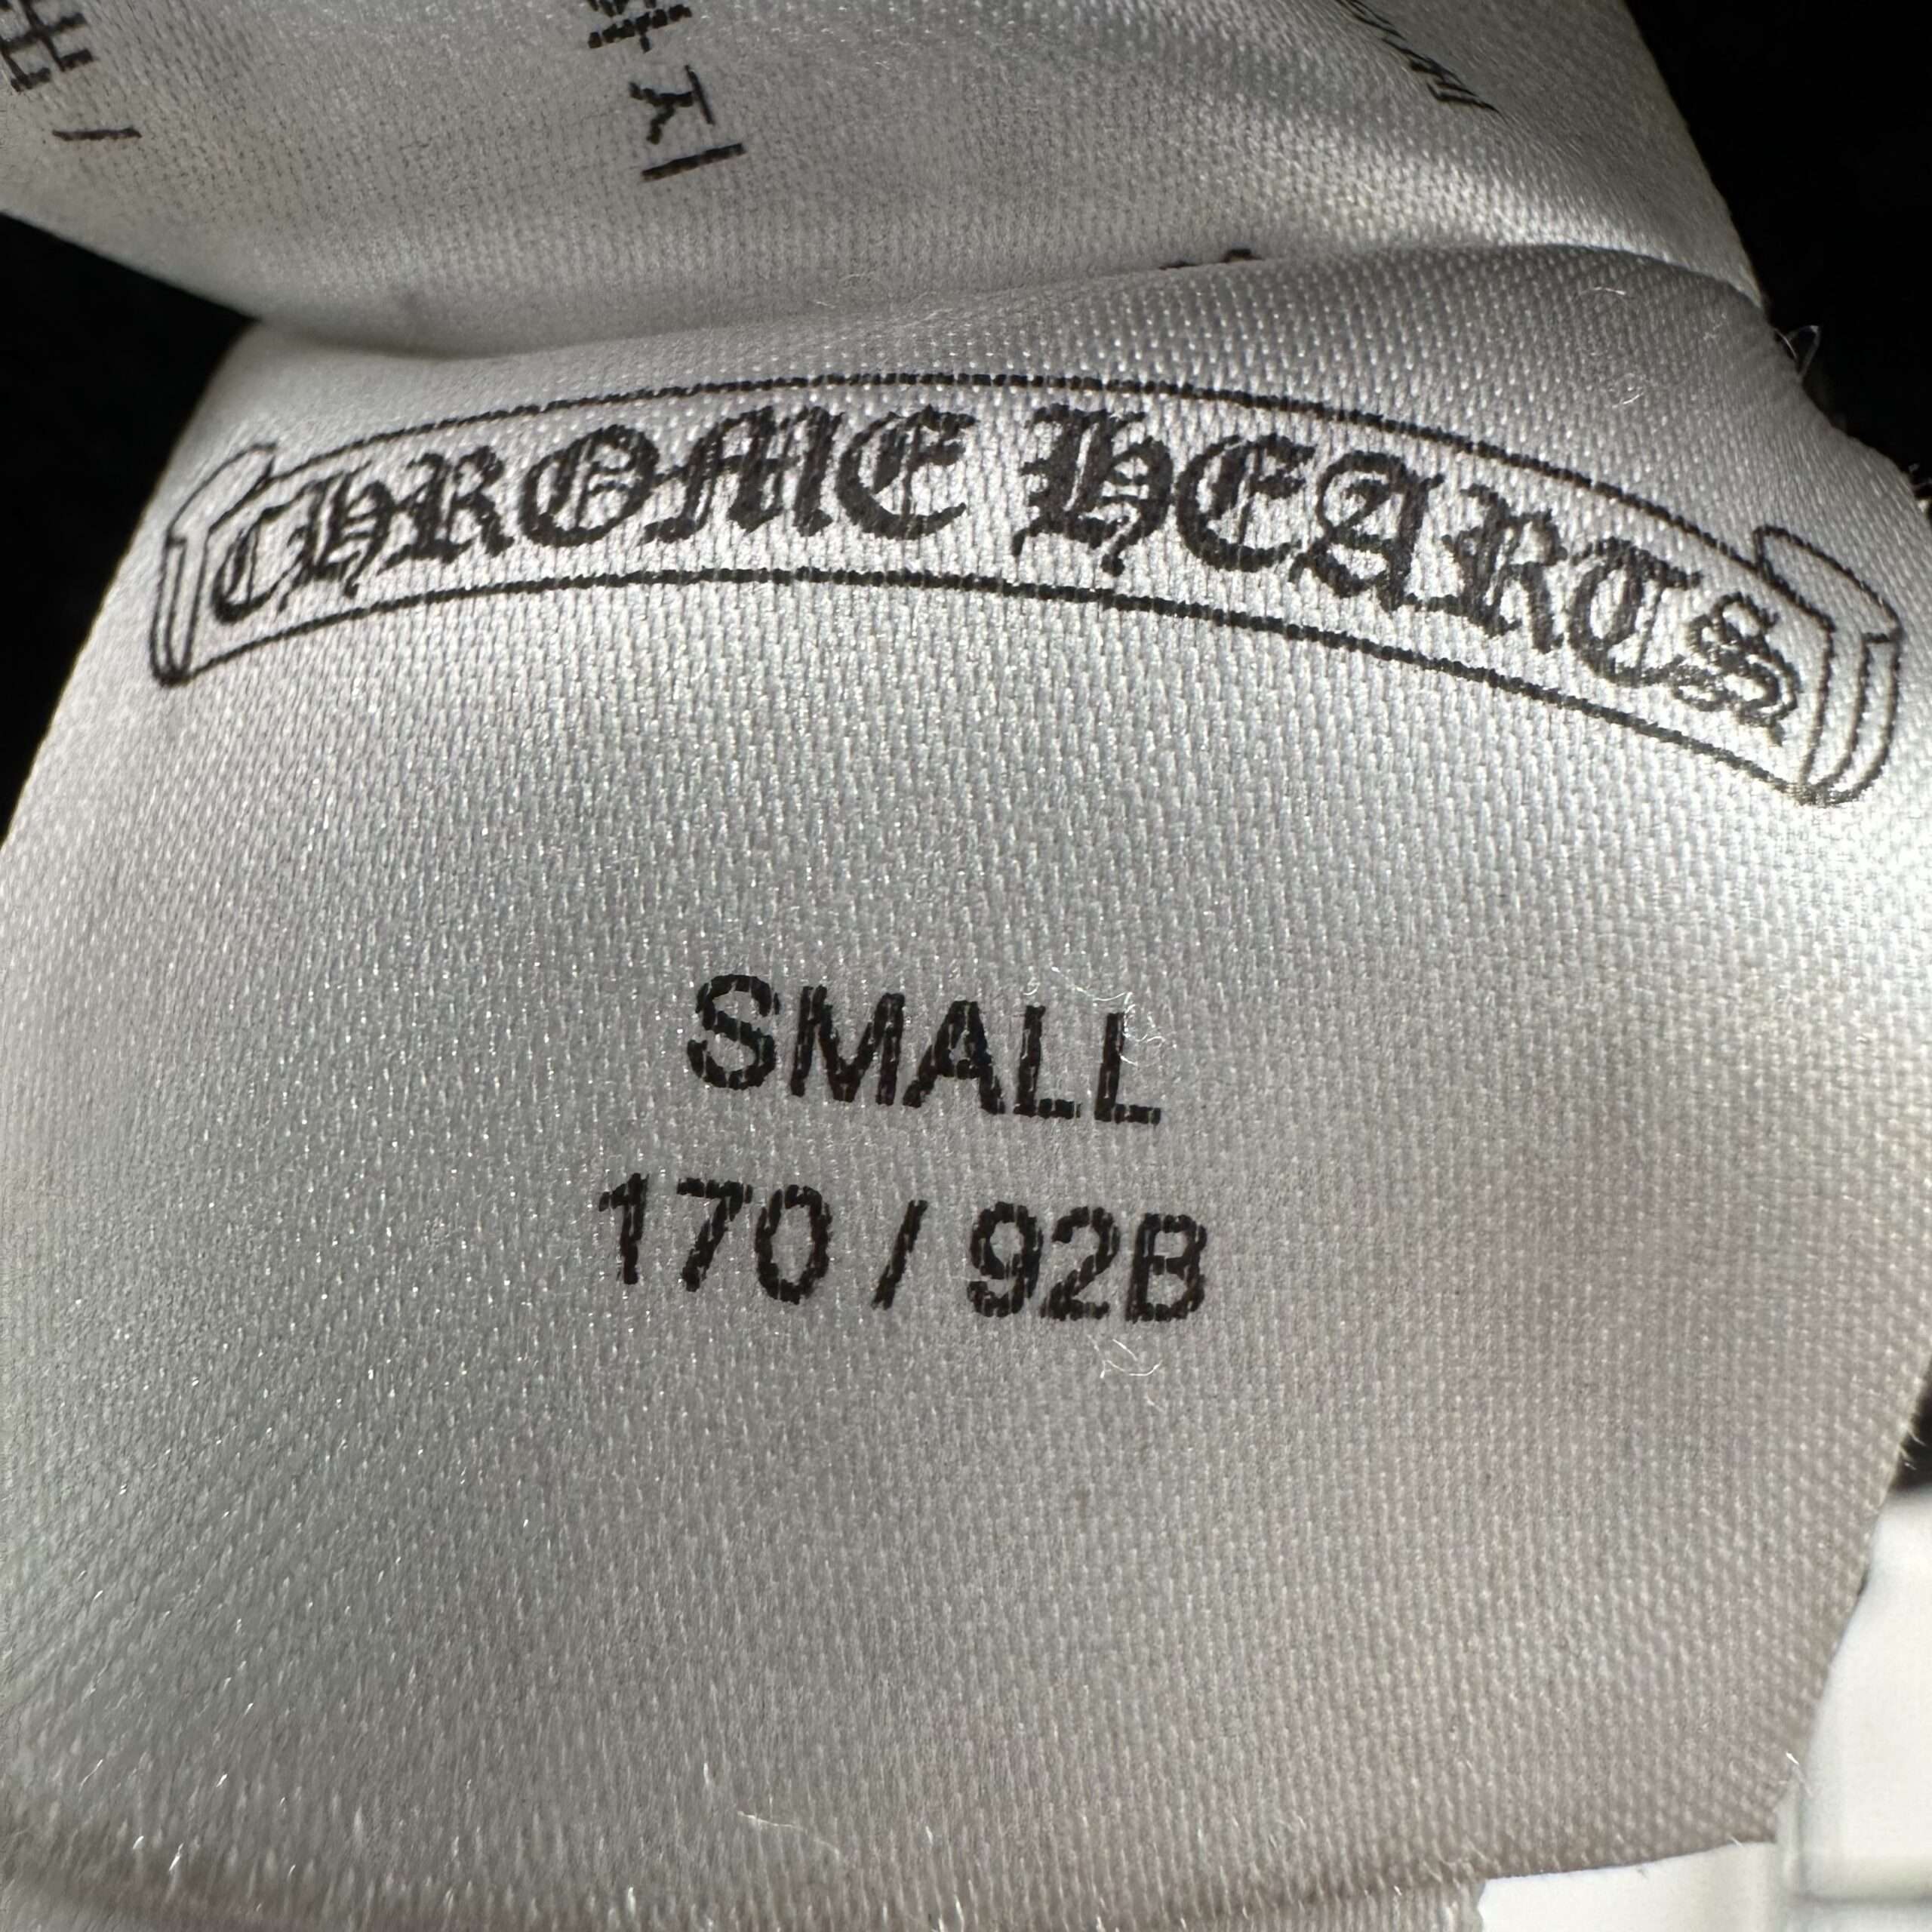 CHROME HEARTS
SMALL
170 / 92B